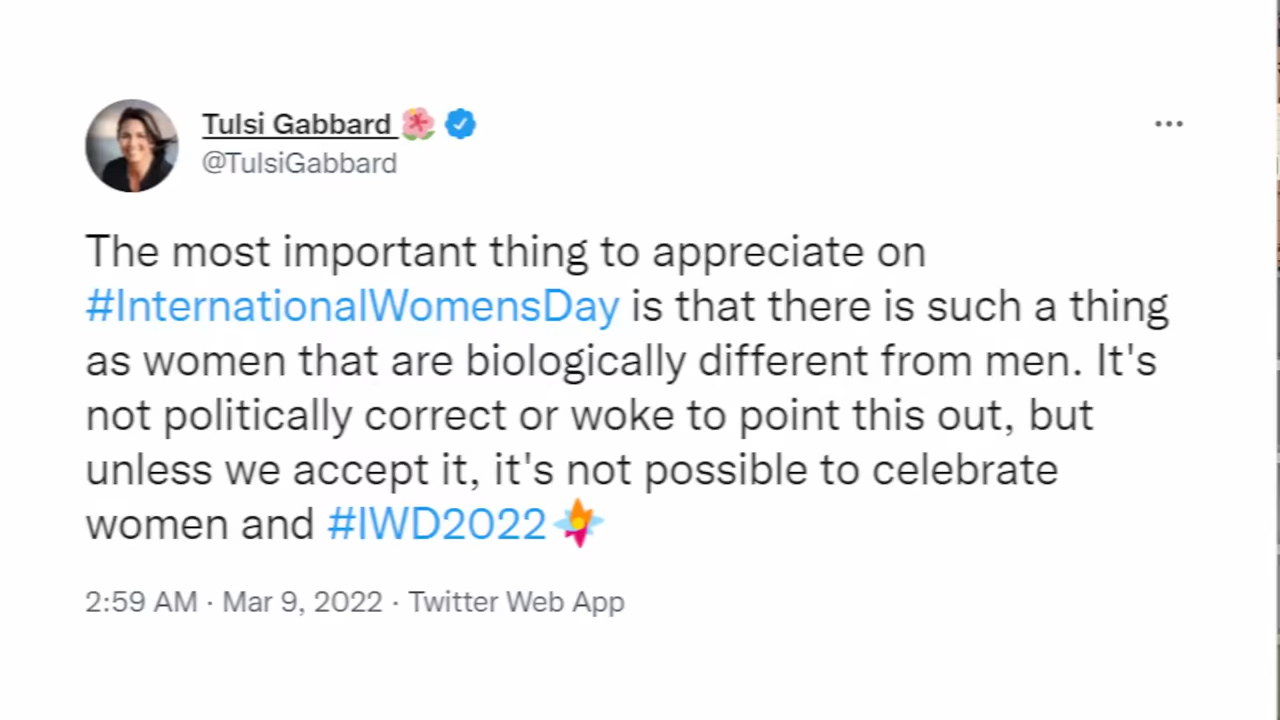 Tulsi Gabbard 🌺
@TulsiGabbard
The most important thing to appreciate on
#InternationalWomensDay is that there is such a thing
as women that are biologically different from men. It's
not politically correct or woke to point this out, but
unless we accept it, it's not possible to celebrate
women and #IWD2022
2:59 AM · Mar 9, 2022 · Twitter Web App